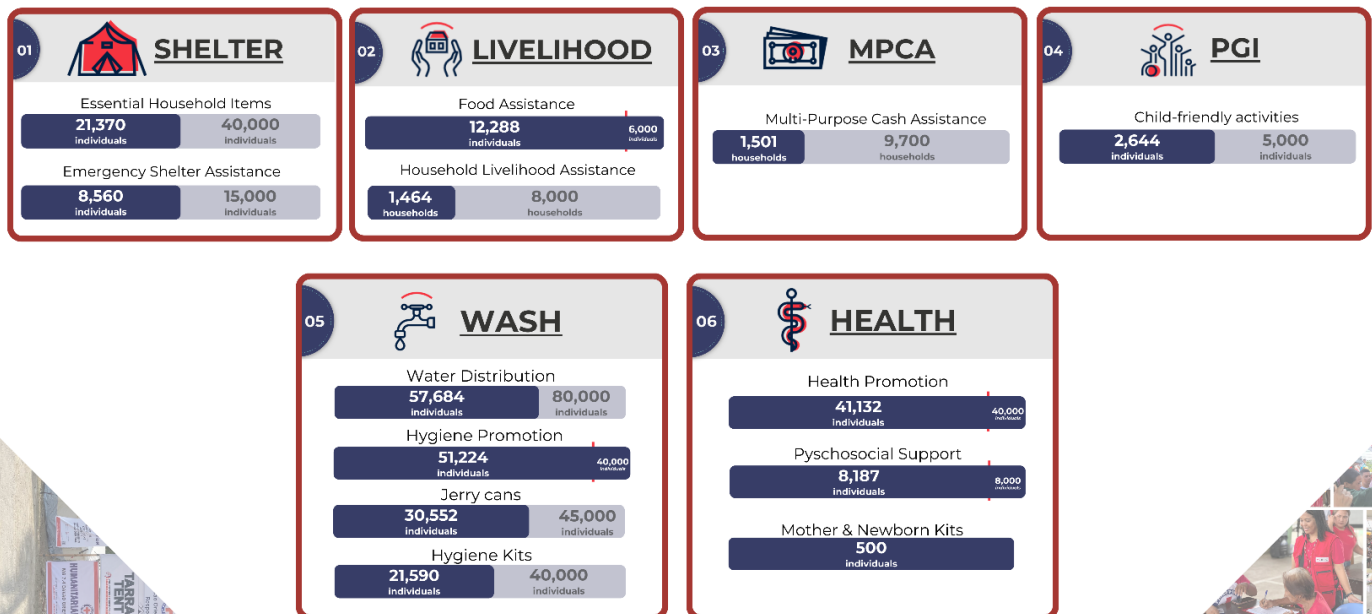 01
SHELTER
Essential Household Items
21,370
individuals
40,000
individuals
Emergency Shelter Assistance
8,560
individuals
15,000
individuals
02
LIVELIHOOD
Food Assistance
12,288
individuals
6,000
individuals
Household Livelihood Assistance
1,464
households
8,000
households
03
MPCA
Multi-Purpose Cash Assistance
1,501
households
9,700
households
04
PGI
Child-friendly activities
2,644
individuals
5,000
individuals
05
WASH
Water Distribution
57,684
individuals
80,000
individuals
Hygiene Promotion
51,224
individuals
40,000
individuals
Jerry cans
30,552
individuals
45,000
individuals
Hygiene Kits
21,590
individuals
40,000
individuals
06
HEALTH
Health Promotion
41,132
individuals
40,000
individuals
Pyschosocial Support
8,187
individuals
8,000
individuals
Mother & Newborn Kits
500
individuals